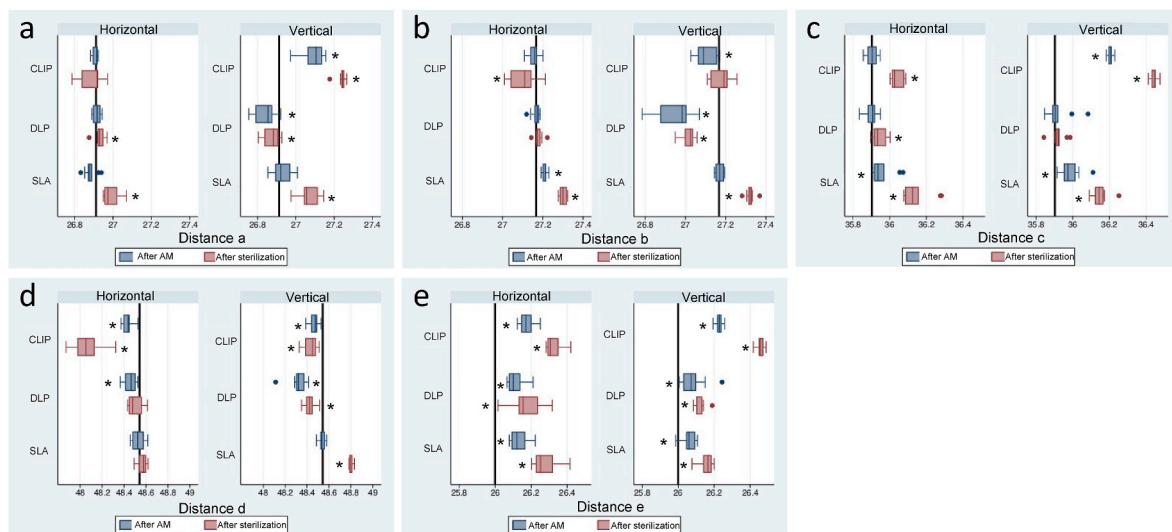 a
Horizontal
Vertical
CLIP
*
*
DLP
*
*
*
SLA
*
26.8
27
27.2
27.4
26.8
27
27.2
27.4
Distance a
After AM
After sterilization
b
Horizontal
Vertical
CLIP
*
*
DLP
*
*
SLA
*
*
*
26.8
27
27.2
27.4
26.8
27
27.2
27.4
Distance b
After AM
After sterilization
c
Horizontal
Vertical
CLIP
*
*
*
DLP
*
SLA
*
*
*
*
35.8
36
36.2
36.4
35.8
36
36.2
36.4
Distance c
After AM
After sterilization
d
Horizontal
Vertical
CLIP
*
*
*
*
DLP
*
*
*
SLA
*
48
48.2
48.4
48.6
48.8
49
48
48.2
48.4
48.6
48.8
49
Distance d
After AM
After sterilization
e
Horizontal
Vertical
CLIP
*
*
*
*
DLP
*
*
*
*
SLA
*
*
*
*
25.8
26
26.2
26.4
25.8
26
26.2
26.4
Distance e
After AM
After sterilization